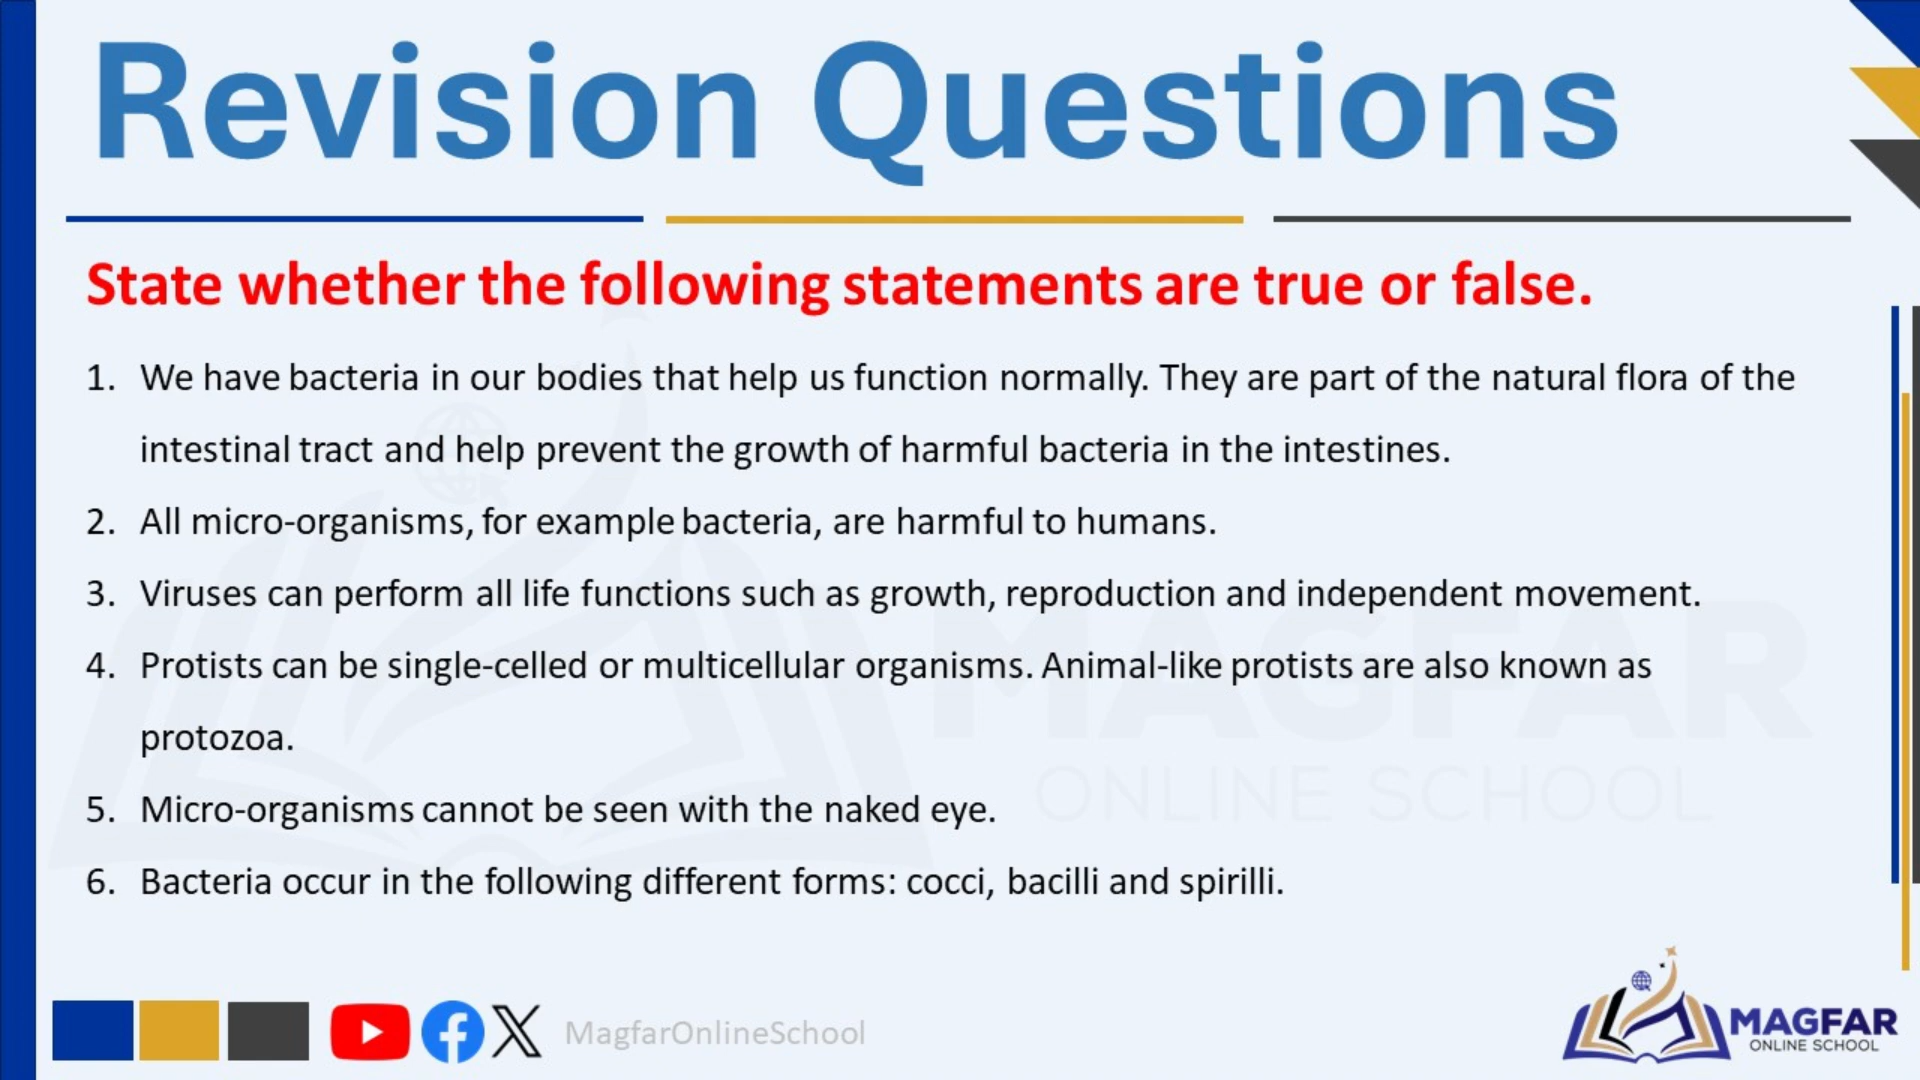 Revision Questions
State whether the following statements are true or false.
1. We have bacteria in our bodies that help us function normally. They are part of the natural flora of the
intestinal tract and help prevent the growth of harmful bacteria in the intestines.
2. All micro-organisms, for example bacteria, are harmful to humans.
3. Viruses can perform all life functions such as growth, reproduction and independent movement.
4. Protists can be single-celled or multicellular organisms. Animal-like protists are also known as
protozoa.
5. Micro-organisms cannot be seen with the naked eye.
6. Bacteria occur in the following different forms: cocci, bacilli and spirilli.
MAGFAR
ONLINE SCHOOL
MagfarOnlineSchool
MAGFAR
ONLINE SCHOOL